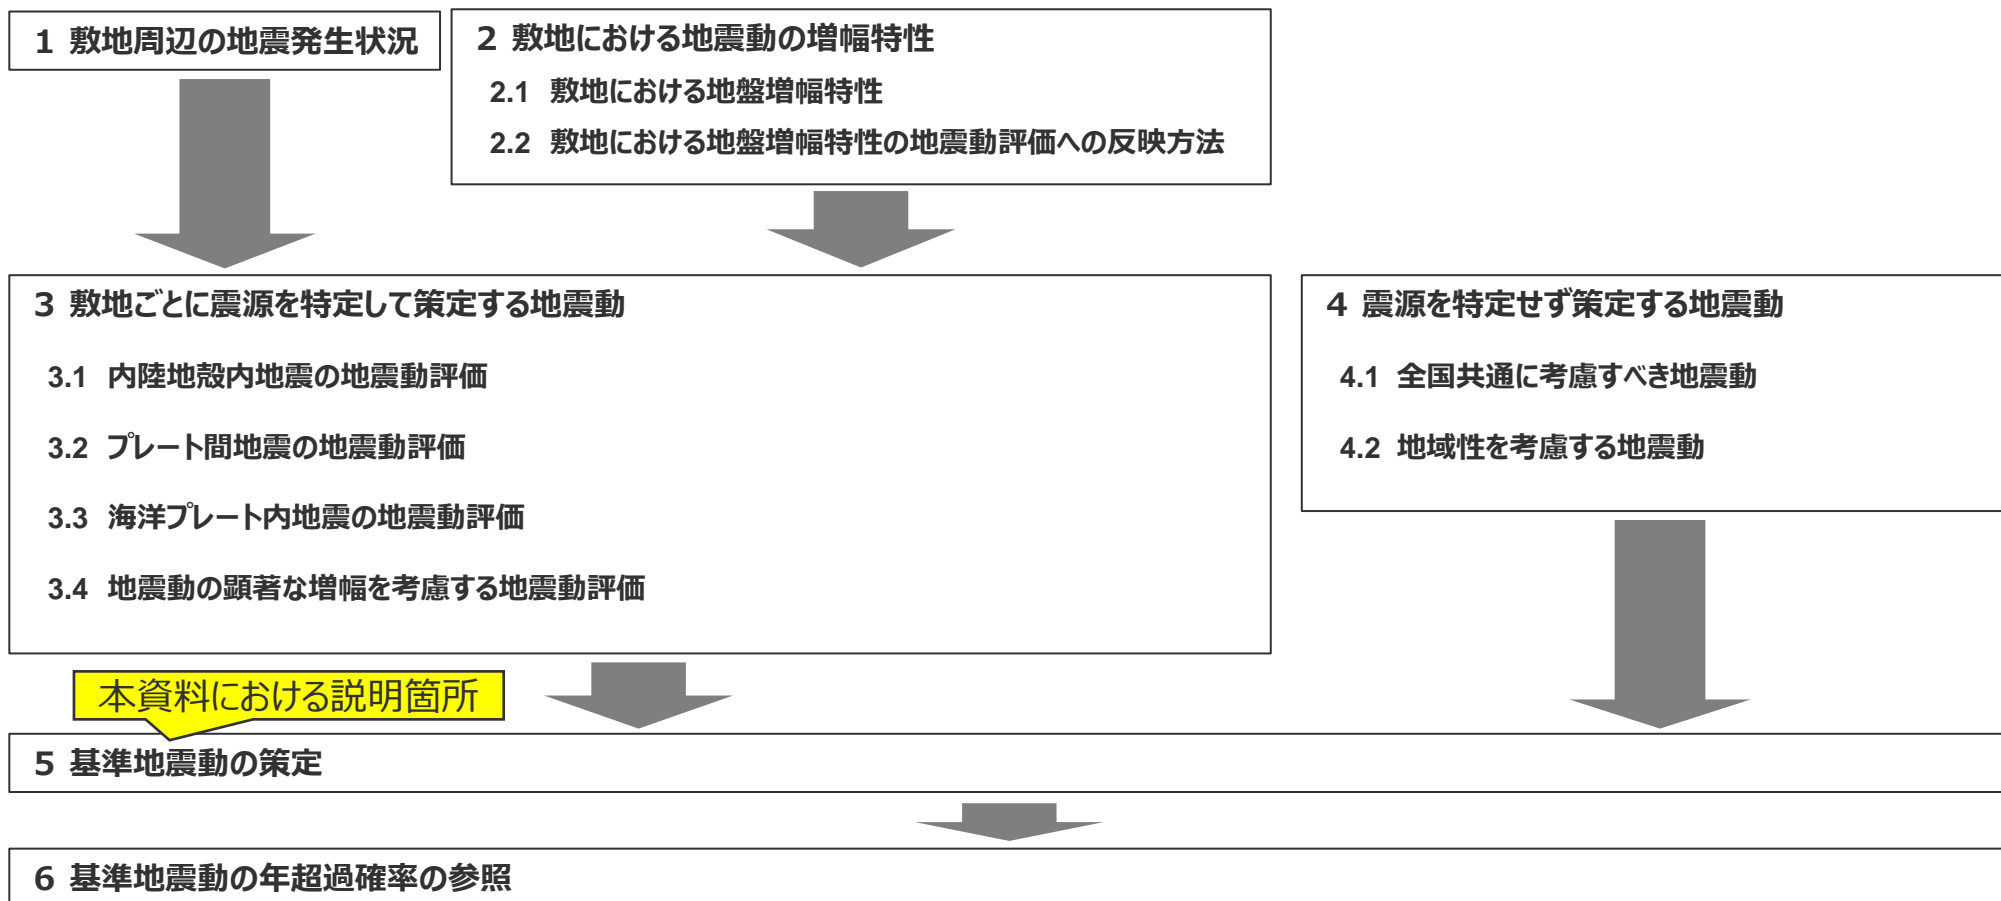 1 敷地周辺の地震発生状況
2 敷地における地震動の増幅特性
2.1 敷地における地盤増幅特性
2.2 敷地における地盤増幅特性の地震動評価への反映方法
3 敷地ごとに震源を特定して策定する地震動
3.1 内陸地殻内地震の地震動評価
3.2 プレート間地震の地震動評価
3.3 海洋プレート内地震の地震動評価
3.4 地震動の顕著な増幅を考慮する地震動評価
4 震源を特定せず策定する地震動
4.1 全国共通に考慮すべき地震動
4.2 地域性を考慮する地震動
本資料における説明箇所
5 基準地震動の策定
6 基準地震動の年超過確率の参照